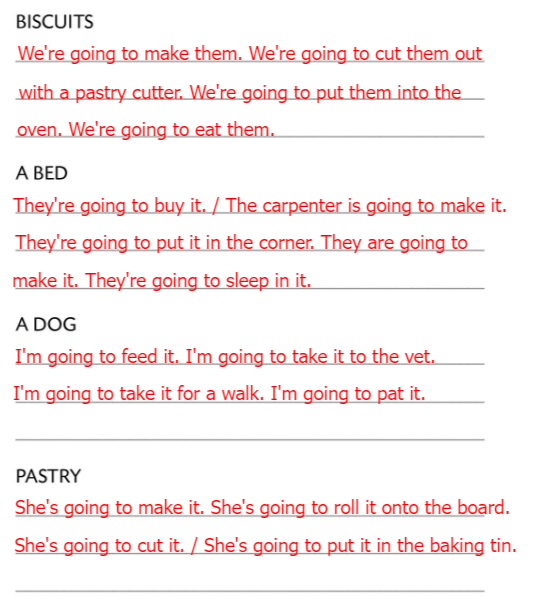 BISCUITS
We're going to make them. We're going to cut them out
with a pastry cutter. We're going to put them into the
oven. We're going to eat them.
A BED
They're going to buy it. / The carpenter is going to make it.
They're going to put it in the corner. They are going to
make it. They're going to sleep in it.
A DOG
I'm going to feed it. I'm going to take it to the vet.
I'm going to take it for a walk. I'm going to pat it.
PASTRY
She's going to make it. She's going to roll it onto the board.
She's going to cut it. / She's going to put it in the baking tin.